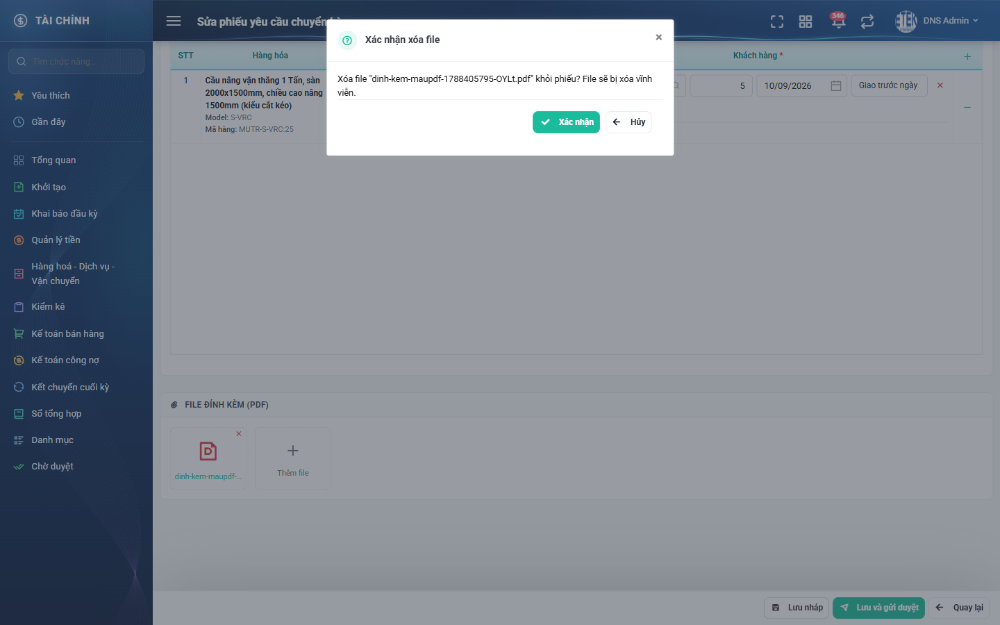 TÀI CHÍNH
Sửa phiếu yêu cầu chuyển
346
DNS Admin
Tìm chức năng...
Yêu thích
Gần đây
Tổng quan
Khởi tạo
Khai báo đầu kỳ
Quản lý tiền
Hàng hoá - Dịch vụ -
Vận chuyển
Kiểm kê
Kế toán bán hàng
Kế toán công nợ
Kết chuyển cuối kỳ
Sổ tổng hợp
Danh mục
Chờ duyệt
Xác nhận xóa file
×
Xóa file "dinh-kem-maupdf-1788405795-OYLt.pdf" khỏi phiếu? File sẽ bị xóa vĩnh
viễn.
Xác nhận
Hủy
STT
Hàng hóa
Khách hàng *
1
Cầu nâng vận thăng 1 Tấn, sàn
2000x1500mm, chiều cao nâng
1500mm (kiểu cắt kéo)
Model: S-VRC
Mã hàng: MUTR-S-VRC:25
5
10/09/2026
Giao trước ngày
FILE ĐÍNH KÈM (PDF)
dinh-kem-maupdf-...
Thêm file
Lưu nháp
Lưu và gửi duyệt
Quay lại